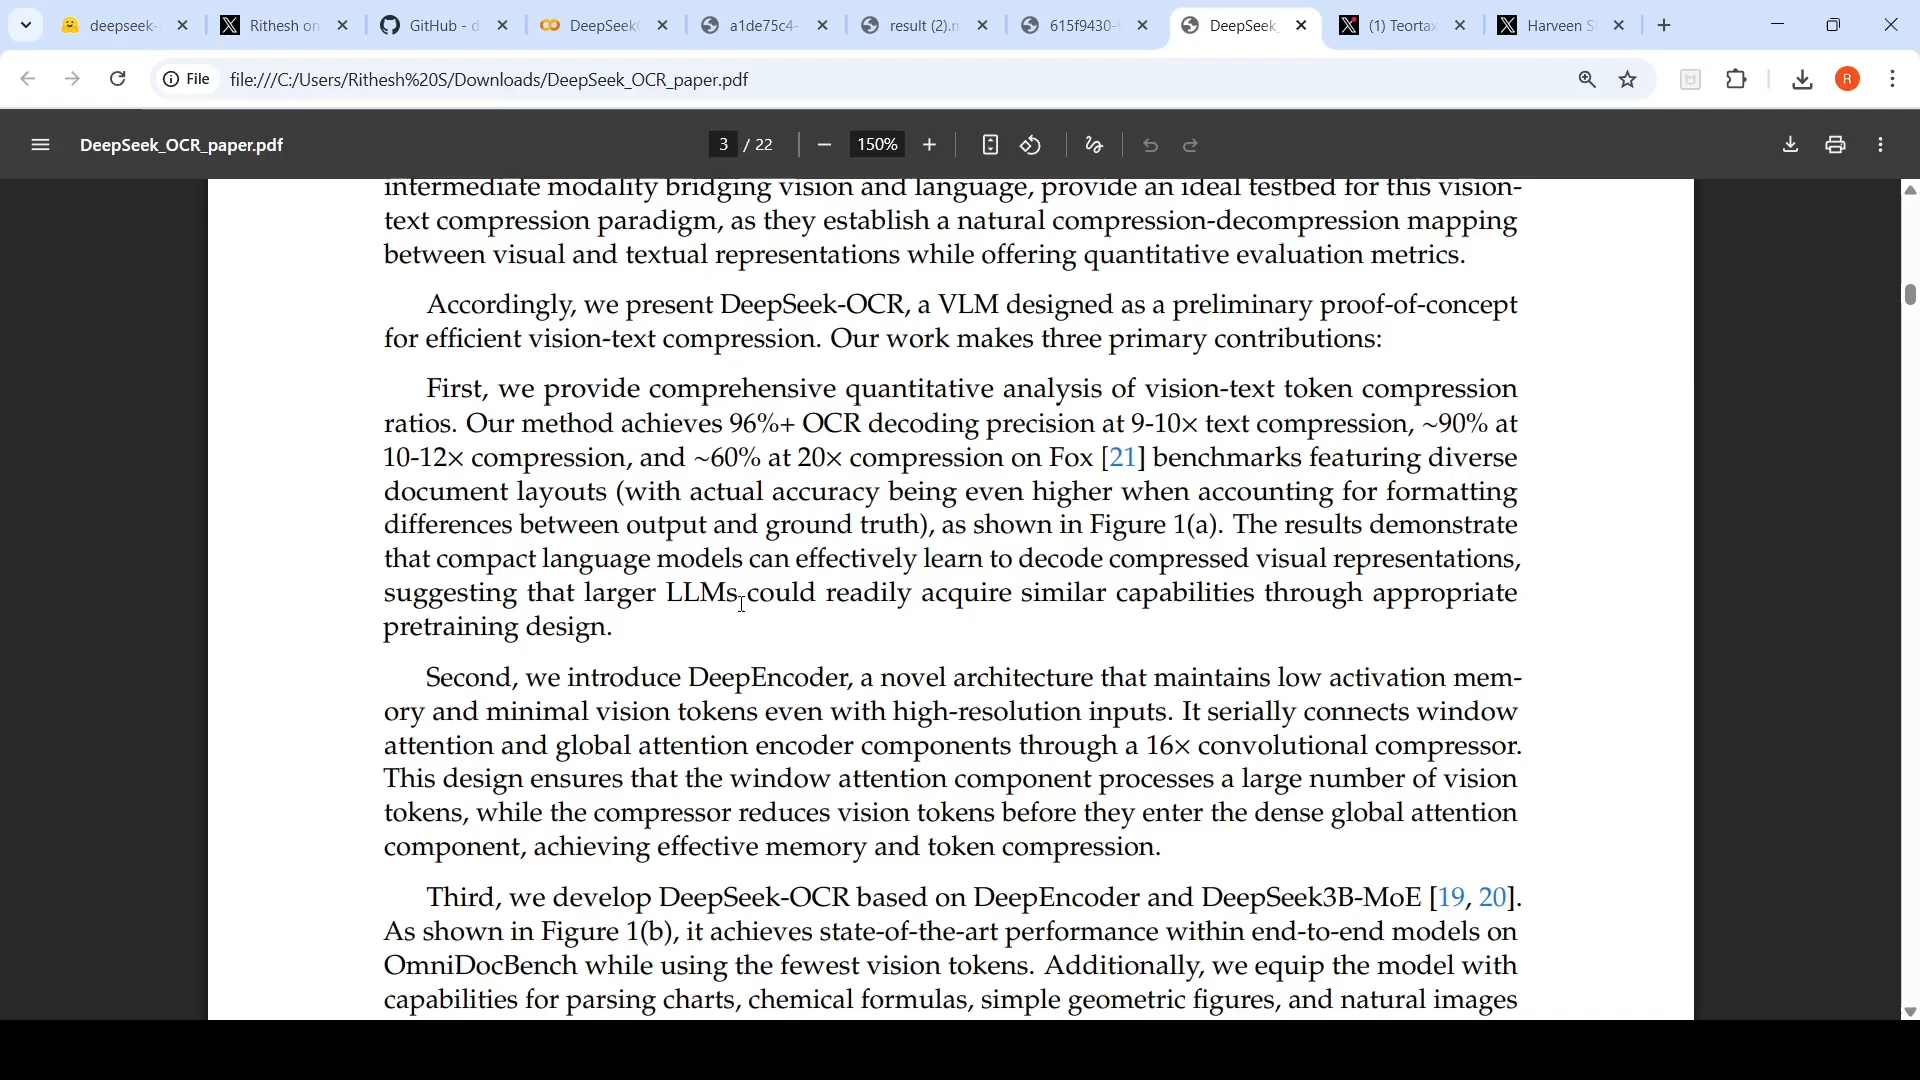 deepseek-
Rithesh on
GitHub - d
DeepSeek
a1de75c4-
result (2).m
615f9430-
DeepSeek_
(1) Teortax
Harveen S
File
file:///C:/Users/Rithesh%20S/Downloads/DeepSeek_OCR_paper.pdf
R
DeepSeek_OCR_paper.pdf
3 / 22
150%
intermediate modality bridging vision and language, provide an ideal testbed for this vision-
text compression paradigm, as they establish a natural compression-decompression mapping
between visual and textual representations while offering quantitative evaluation metrics.
Accordingly, we present DeepSeek-OCR, a VLM designed as a preliminary proof-of-concept
for efficient vision-text compression. Our work makes three primary contributions:
First, we provide comprehensive quantitative analysis of vision-text token compression
ratios. Our method achieves 96%+ OCR decoding precision at 9-10× text compression, ~90% at
10-12× compression, and ~60% at 20× compression on Fox [21] benchmarks featuring diverse
document layouts (with actual accuracy being even higher when accounting for formatting
differences between output and ground truth), as shown in Figure 1(a). The results demonstrate
that compact language models can effectively learn to decode compressed visual representations,
suggesting that larger LLMs could readily acquire similar capabilities through appropriate
pretraining design.
Second, we introduce DeepEncoder, a novel architecture that maintains low activation mem-
ory and minimal vision tokens even with high-resolution inputs. It serially connects window
attention and global attention encoder components through a 16× convolutional compressor.
This design ensures that the window attention component processes a large number of vision
tokens, while the compressor reduces vision tokens before they enter the dense global attention
component, achieving effective memory and token compression.
Third, we develop DeepSeek-OCR based on DeepEncoder and DeepSeek3B-MoE [19, 20].
As shown in Figure 1(b), it achieves state-of-the-art performance within end-to-end models on
OmniDocBench while using the fewest vision tokens. Additionally, we equip the model with
capabilities for parsing charts, chemical formulas, simple geometric figures, and natural images